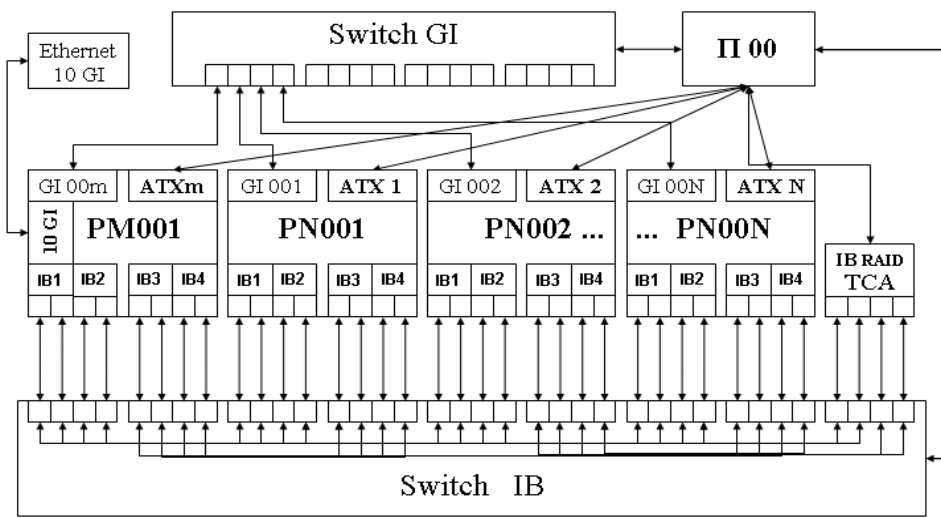 Switch GI
П 00
Ethernet
10 GI
GI 00m
ATXm
GI 001
ATX 1
GI 002
ATX 2
GI 00N
ATX N
10 GI
PM001
PN001
PN002 ...
... PN00N
IB RAID
TCA
IB1
IB2
IB3
IB4
IB1
IB2
IB3
IB4
IB1
IB2
IB3
IB4
IB1
IB2
IB3
IB4
Switch IB